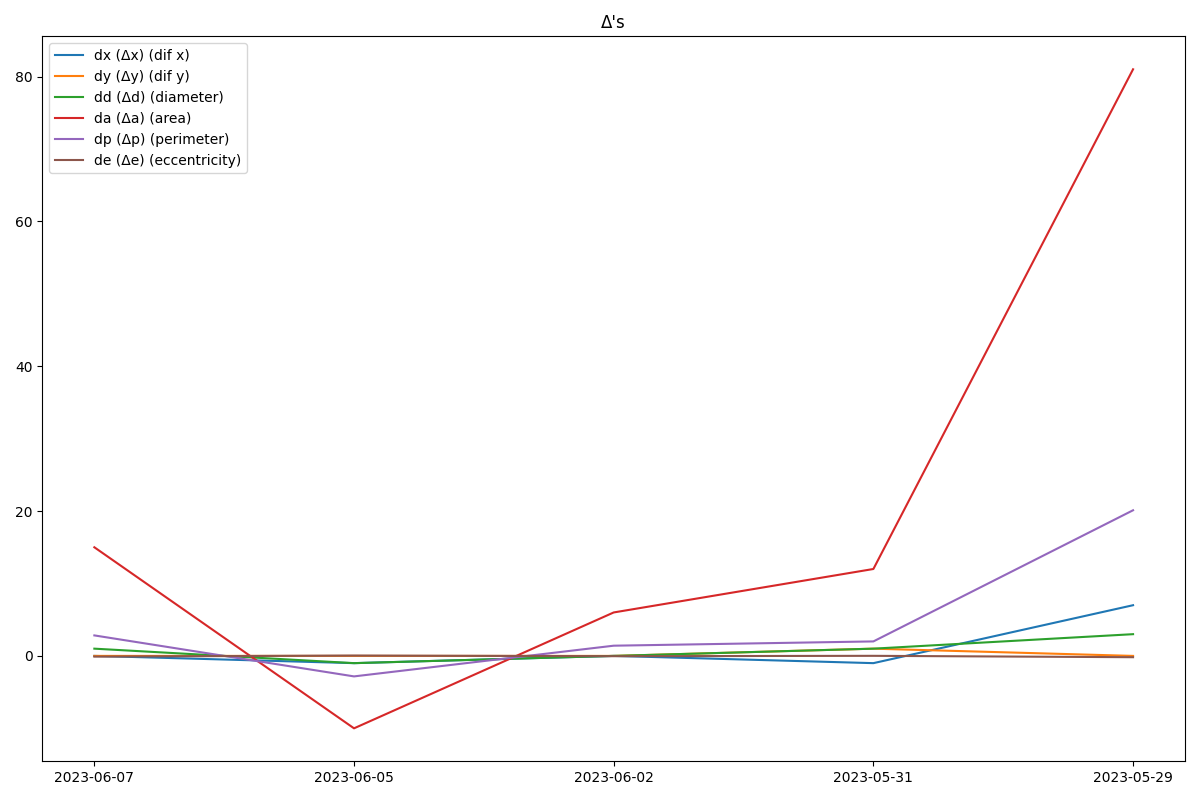 Δ's
dx (Δx) (dif x)
dy (Δy) (dif y)
dd (Δd) (diameter)
da (Δa) (area)
dp (Δp) (perimeter)
de (Δe) (eccentricity)
80
60
40
20
0
2023-06-07 2023-06-05 2023-06-02 2023-05-31 2023-05-29